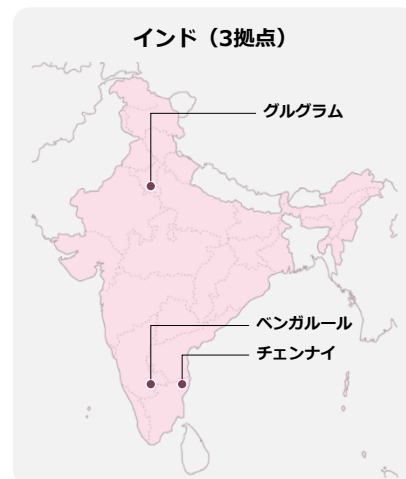 インド（3拠点）
グルグラム
ベンガルール
チェンナイ